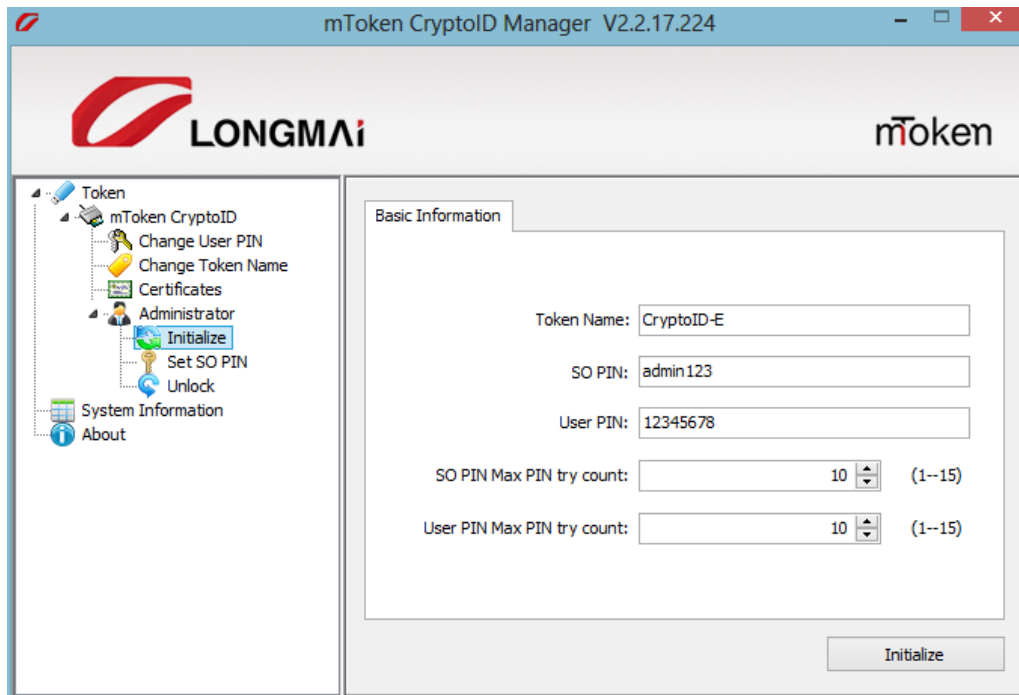 mToken CryptoID Manager V2.2.17.224
LONGMAi
mToken
Token
mToken CryptoID
Change User PIN
Change Token Name
Certificates
Administrator
Initialize
Set SO PIN
Unlock
System Information
About
Basic Information
Token Name: CryptoID-E
SO PIN: admin123
User PIN: 12345678
SO PIN Max PIN try count: 10 (1--15)
User PIN Max PIN try count: 10 (1--15)
Initialize